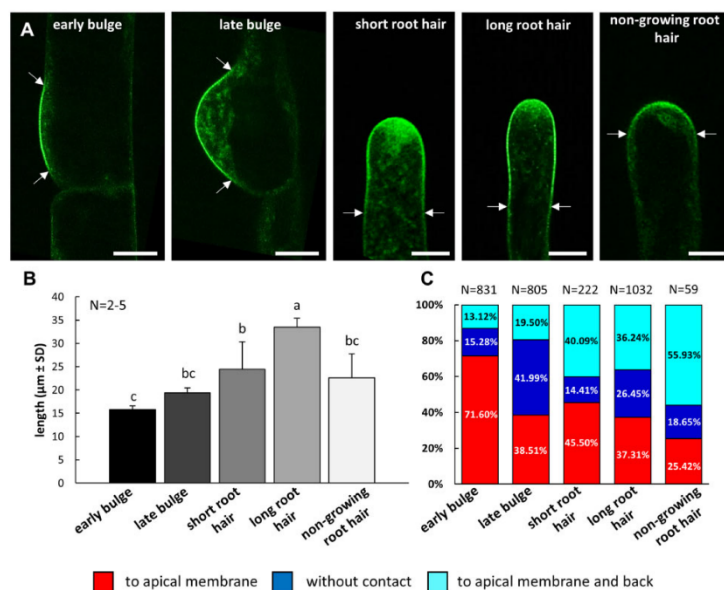 A
early bulge
late bulge
short root hair
long root hair
non-growing root
hair
B
C
N=2-5
length (µm ± SD)
40
35
30
25
20
15
10
5
0
c
bc
b
a
bc
early bulge
late bulge
short root
hair
long root
hair
non-growing
root hair
N=831
N=805
N=222
N=1032
N=59
100%
80%
60%
40%
20%
0%
13.12%
15.28%
71.60%
19.50%
41.99%
38.51%
40.09%
14.41%
45.50%
36.24%
26.45%
37.31%
55.93%
18.65%
25.42%
early bulge
late bulge
short root
hair
long root
hair
non-growing
root hair
to apical membrane
without contact
to apical membrane and back